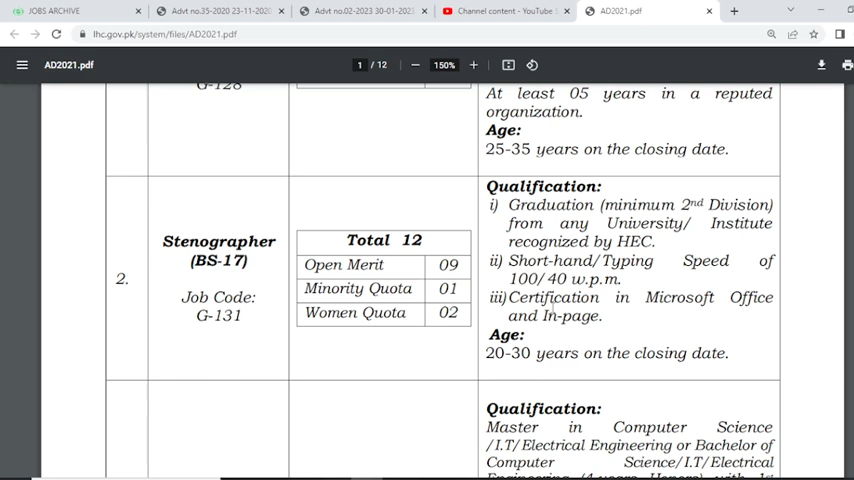 JOBS ARCHIVE
Advt no.35-2020 23-11-2020
Advt no.02-2023 30-01-2023
Channel content - YouTube
AD2021.pdf
lhc.gov.pk/system/files/AD2021.pdf
AD2021.pdf
1 / 12
150%
G-128
At least 05 years in a reputed
organization.
Age:
25-35 years on the closing date.
2.
Stenographer
(BS-17)
Job Code:
G-131
Total 12
Open Merit 09
Minority Quota 01
Women Quota 02
Qualification:
i) Graduation (minimum 2nd Division)
from any University/ Institute
recognized by HEC.
ii) Short-hand/Typing Speed of
100/40 w.p.m.
iii) Certification in Microsoft Office
and In-page.
Age:
20-30 years on the closing date.
Qualification:
Master in Computer Science
/I.T/Electrical Engineering or Bachelor of
Computer Science/I.T/Electrical
Engineering (4-years Honors) with 1st